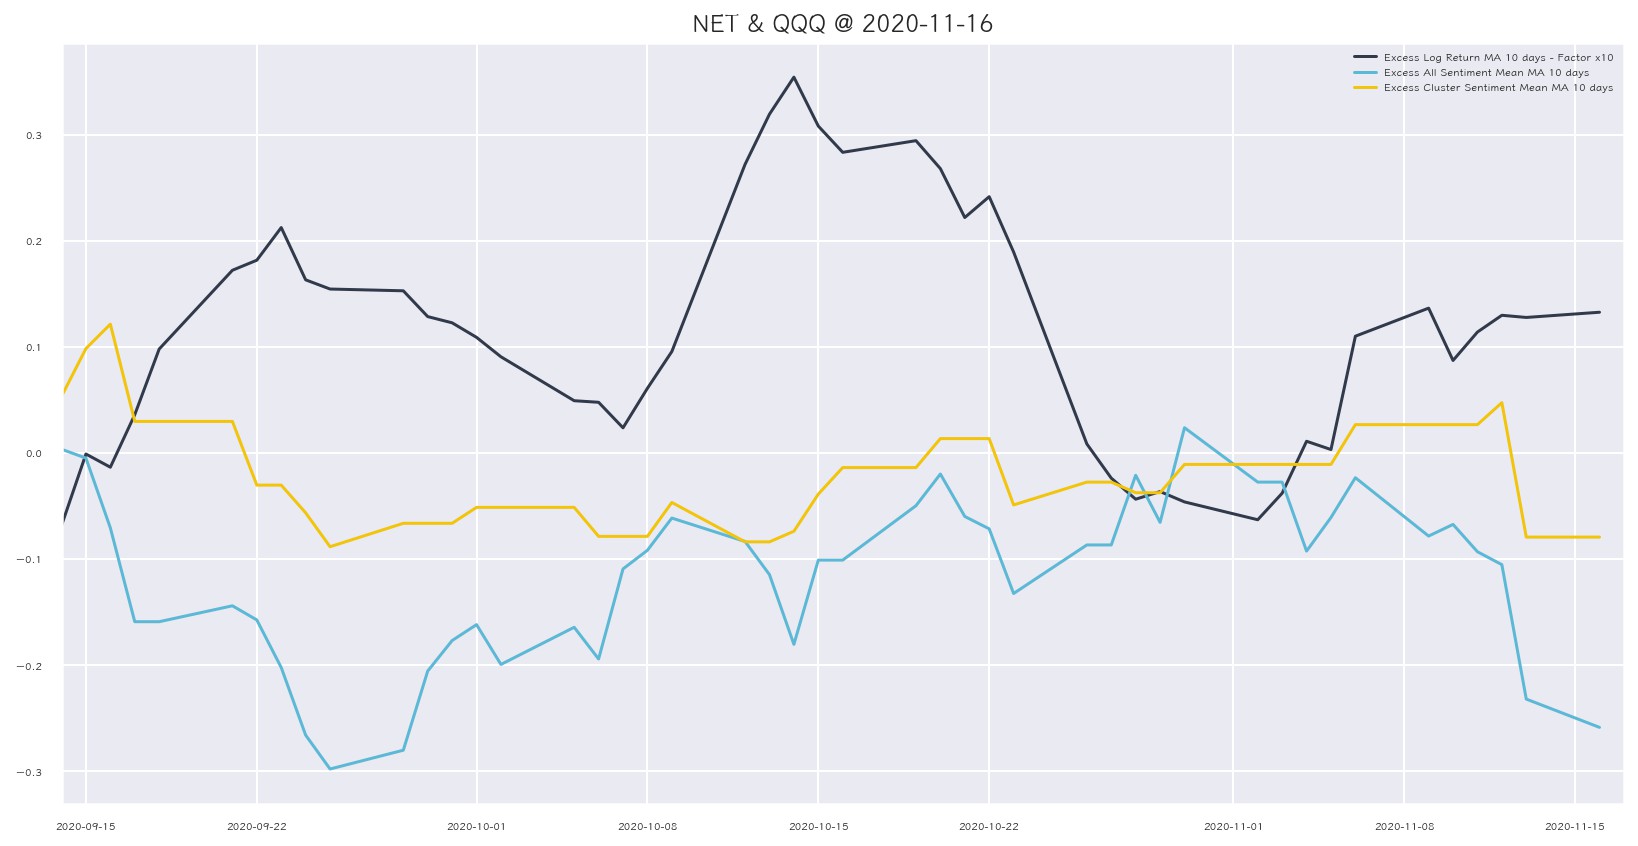 NET & QQQ @ 2020-11-16
Excess Log Return MA 10 days - Factor x10
Excess All Sentiment Mean MA 10 days
Excess Cluster Sentiment Mean MA 10 days
0.3
0.2
0.1
0.0
−0.1
−0.2
−0.3
2020-09-15 2020-09-22 2020-10-01 2020-10-08 2020-10-15 2020-10-22 2020-11-01 2020-11-08 2020-11-15